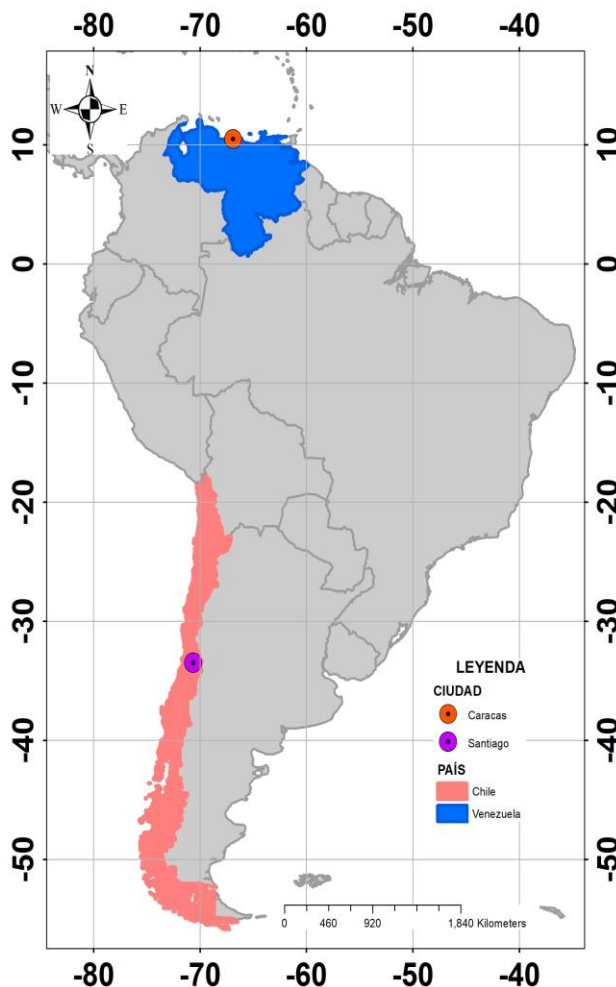 -80 -70 -60 -50 -40
N
W E
S
10 10
0 0
-10 -10
-20 -20
-30 -30
LEYENDA
CIUDAD
Caracas
Santiago
-40 -40
PAÍS
Chile
Venezuela
-50 -50
0 460 920 1,840 Kilometers
-80 -70 -60 -50 -40